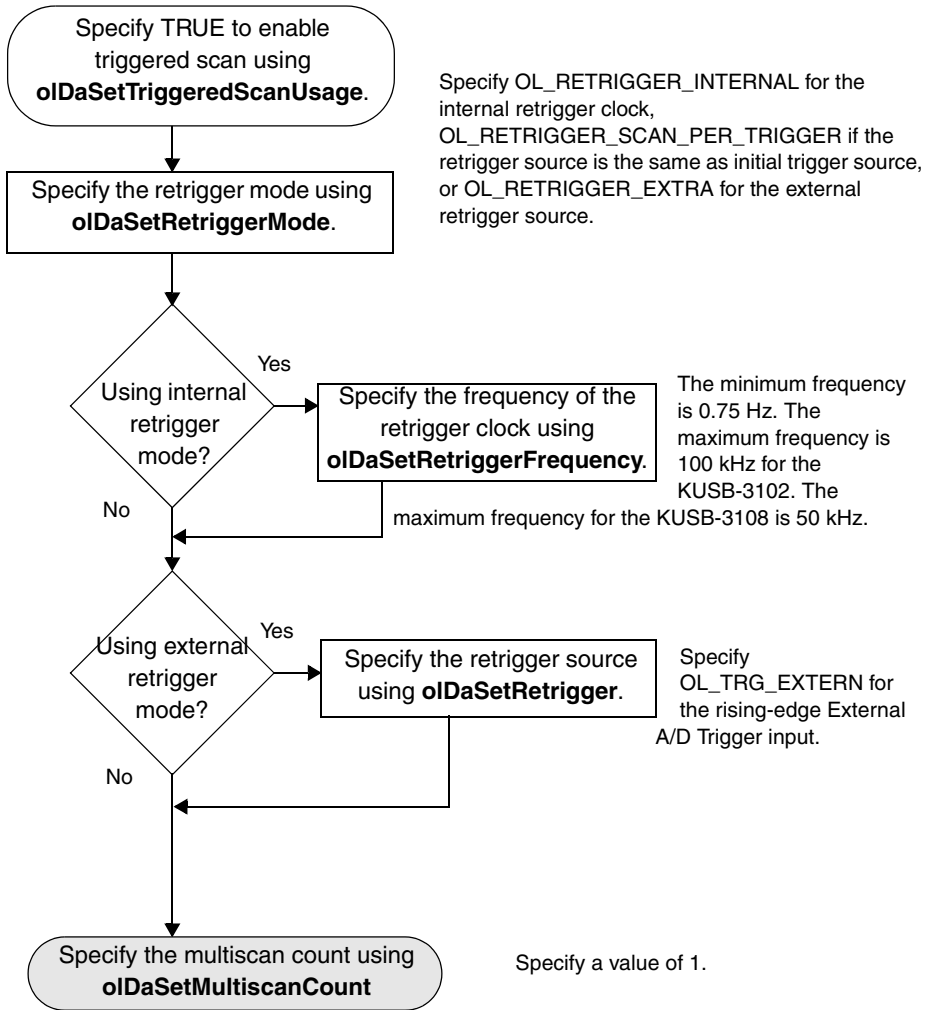 Specify TRUE to enable
triggered scan using
olDaSetTriggeredScanUsage.
Specify OL_RETRIGGER_INTERNAL for the
internal retrigger clock,
OL_RETRIGGER_SCAN_PER_TRIGGER if the
retrigger source is the same as initial trigger source,
or OL_RETRIGGER_EXTRA for the external
retrigger source.
Specify the retrigger mode using
olDaSetRetriggerMode.
Using internal
retrigger
mode?
Yes
No
Specify the frequency of the
retrigger clock using
olDaSetRetriggerFrequency.
The minimum frequency
is 0.75 Hz. The
maximum frequency is
100 kHz for the
KUSB-3102. The
maximum frequency for the KUSB-3108 is 50 kHz.
Using external
retrigger
mode?
Yes
No
Specify the retrigger source
using olDaSetRetrigger.
Specify
OL_TRG_EXTERN for
the rising-edge External
A/D Trigger input.
Specify the multiscan count using
olDaSetMultiscanCount
Specify a value of 1.